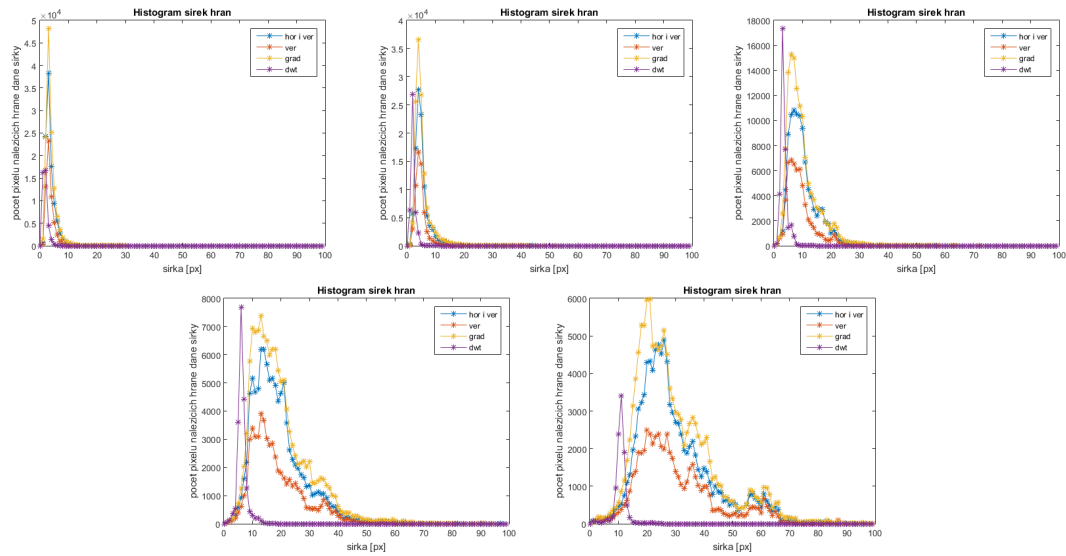 Histogram sirek hran
×10⁴
5
4.5
4
3.5
3
2.5
2
1.5
1
0.5
0
pocet pixelu nalezicich hrane dane sirky
hor i ver
ver
grad
dwt
0 10 20 30 40 50 60 70 80 90 100
sirka [px]
Histogram sirek hran
×10⁴
4
3.5
3
2.5
2
1.5
1
0.5
0
pocet pixelu nalezicich hrane dane sirky
hor i ver
ver
grad
dwt
0 10 20 30 40 50 60 70 80 90 100
sirka [px]
Histogram sirek hran
18000
16000
14000
12000
10000
8000
6000
4000
2000
0
pocet pixelu nalezicich hrane dane sirky
hor i ver
ver
grad
dwt
0 10 20 30 40 50 60 70 80 90 100
sirka [px]
Histogram sirek hran
8000
7000
6000
5000
4000
3000
2000
1000
0
pocet pixelu nalezicich hrane dane sirky
hor i ver
ver
grad
dwt
0 10 20 30 40 50 60 70 80 90 100
sirka [px]
Histogram sirek hran
6000
5000
4000
3000
2000
1000
0
pocet pixelu nalezicich hrane dane sirky
hor i ver
ver
grad
dwt
0 10 20 30 40 50 60 70 80 90 100
sirka [px]